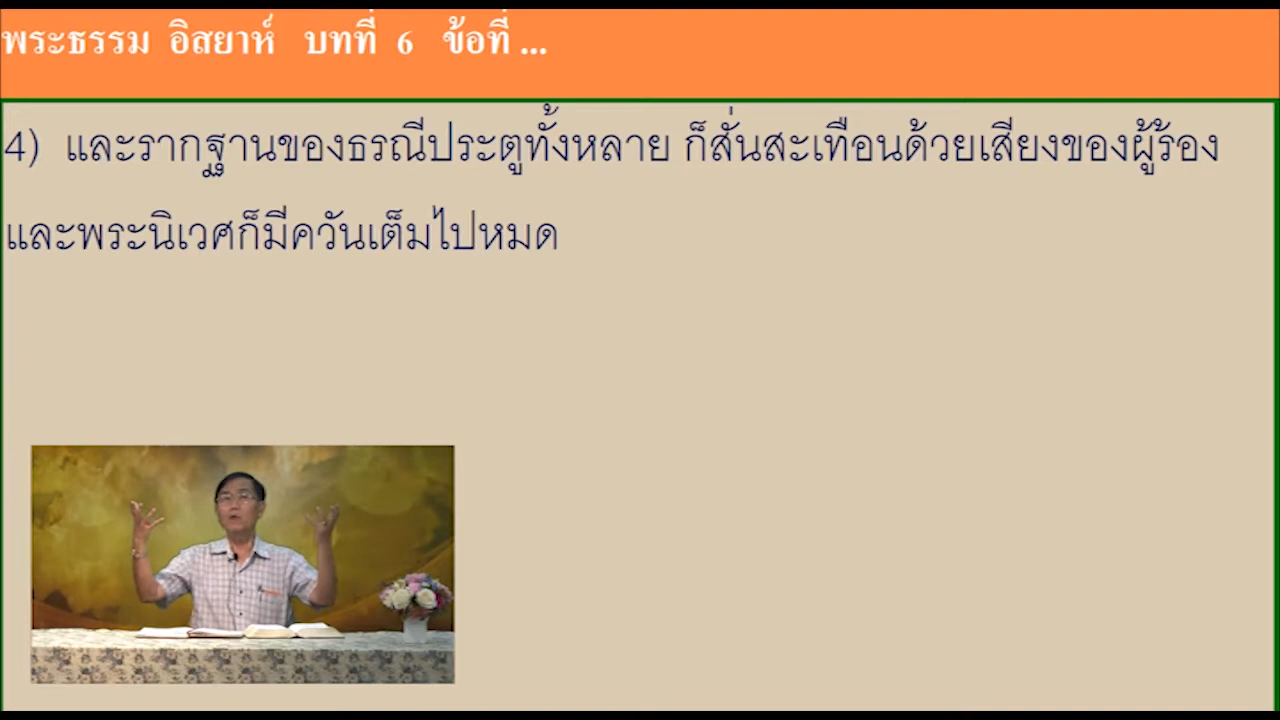 พระธรรม อิสยาห์ บทที่ 6 ข้อที่ ...
4) และรากฐานของธรณีประตูทั้งหลาย ก็สั่นสะเทือนด้วยเสียงของผู้ร้อง
และพระนิเวศก็มีควันเต็มไปหมด